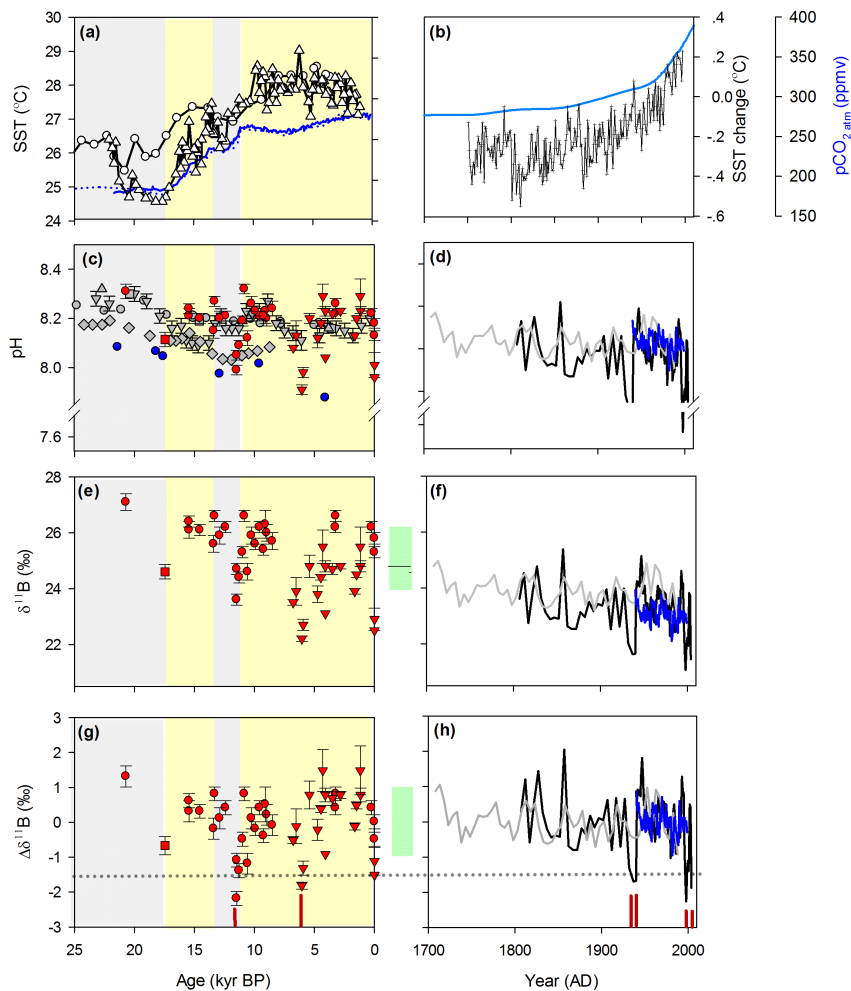 (a)
30
29
28
27
26
25
24
SST (°C)
(b)
.4
.2
0.0
-.2
-.4
-.6
SST change (°C)
400
350
300
250
200
150
pCO2 atm (ppmv)
(c)
8.4
8.2
8.0
7.6
pH
(d)
(e)
28
26
24
22
δ11B (‰)
(f)
(g)
3
2
1
0
-1
-2
-3
Δδ11B (‰)
25 20 15 10 5 0
Age (kyr BP)
(h)
1700 1800 1900 2000
Year (AD)